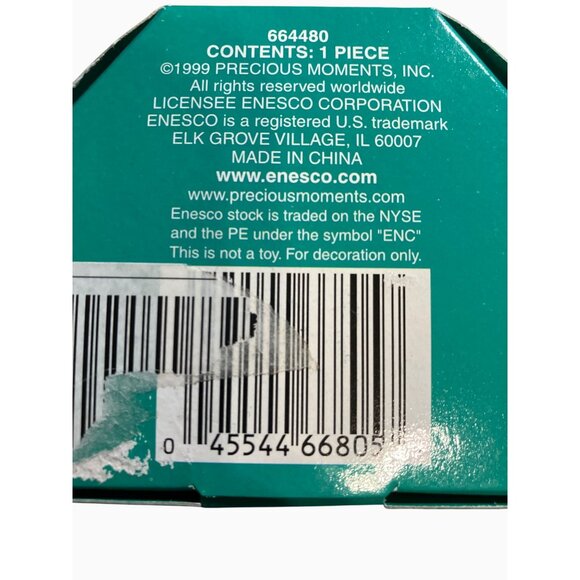 664480
CONTENTS: 1 PIECE
©1999 PRECIOUS MOMENTS, INC.
All rights reserved worldwide
LICENSEE ENESCO CORPORATION
ENESCO is a registered U.S. trademark
ELK GROVE VILLAGE, IL 60007
MADE IN CHINA
www.enesco.com
www.preciousmoments.com
Enesco stock is traded on the NYSE
and the PE under the symbol "ENC"
This is not a toy. For decoration only.
0 45544 66805